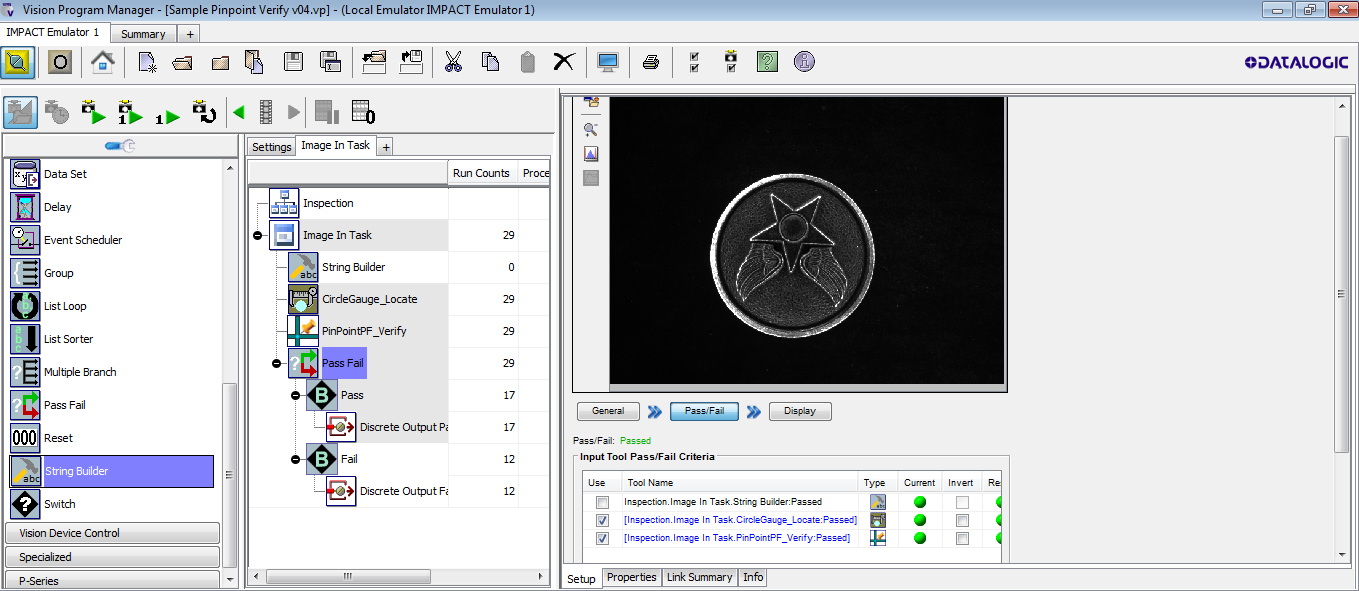 Vision Program Manager - [Sample Pinpoint Verify v04.vp] - (Local Emulator IMPACT Emulator 1)
IMPACT Emulator 1
Summary
+
DATALOGIC
1
1
0
Settings
Image In Task
+
Data Set
Delay
Event Scheduler
Group
List Loop
List Sorter
Multiple Branch
Pass Fail
000
Reset
abc
String Builder
Switch
Vision Device Control
Specialized
P-Series
Run Counts
Proce
Inspection
Image In Task
29
abc
String Builder
0
CircleGauge_Locate
29
PinPointPF_Verify
29
Pass Fail
29
B
Pass
17
Discrete Output Pa
17
B
Fail
12
Discrete Output Fa
12
General
Pass/Fail
Display
Pass/Fail: Passed
Input Tool Pass/Fail Criteria
Use
Tool Name
Type
Current
Invert
Re
Inspection.Image In Task.String Builder:Passed
[Inspection.Image In Task.CircleGauge_Locate:Passed]
[Inspection.Image In Task.PinPointPF_Verify:Passed]
Setup
Properties
Link Summary
Info